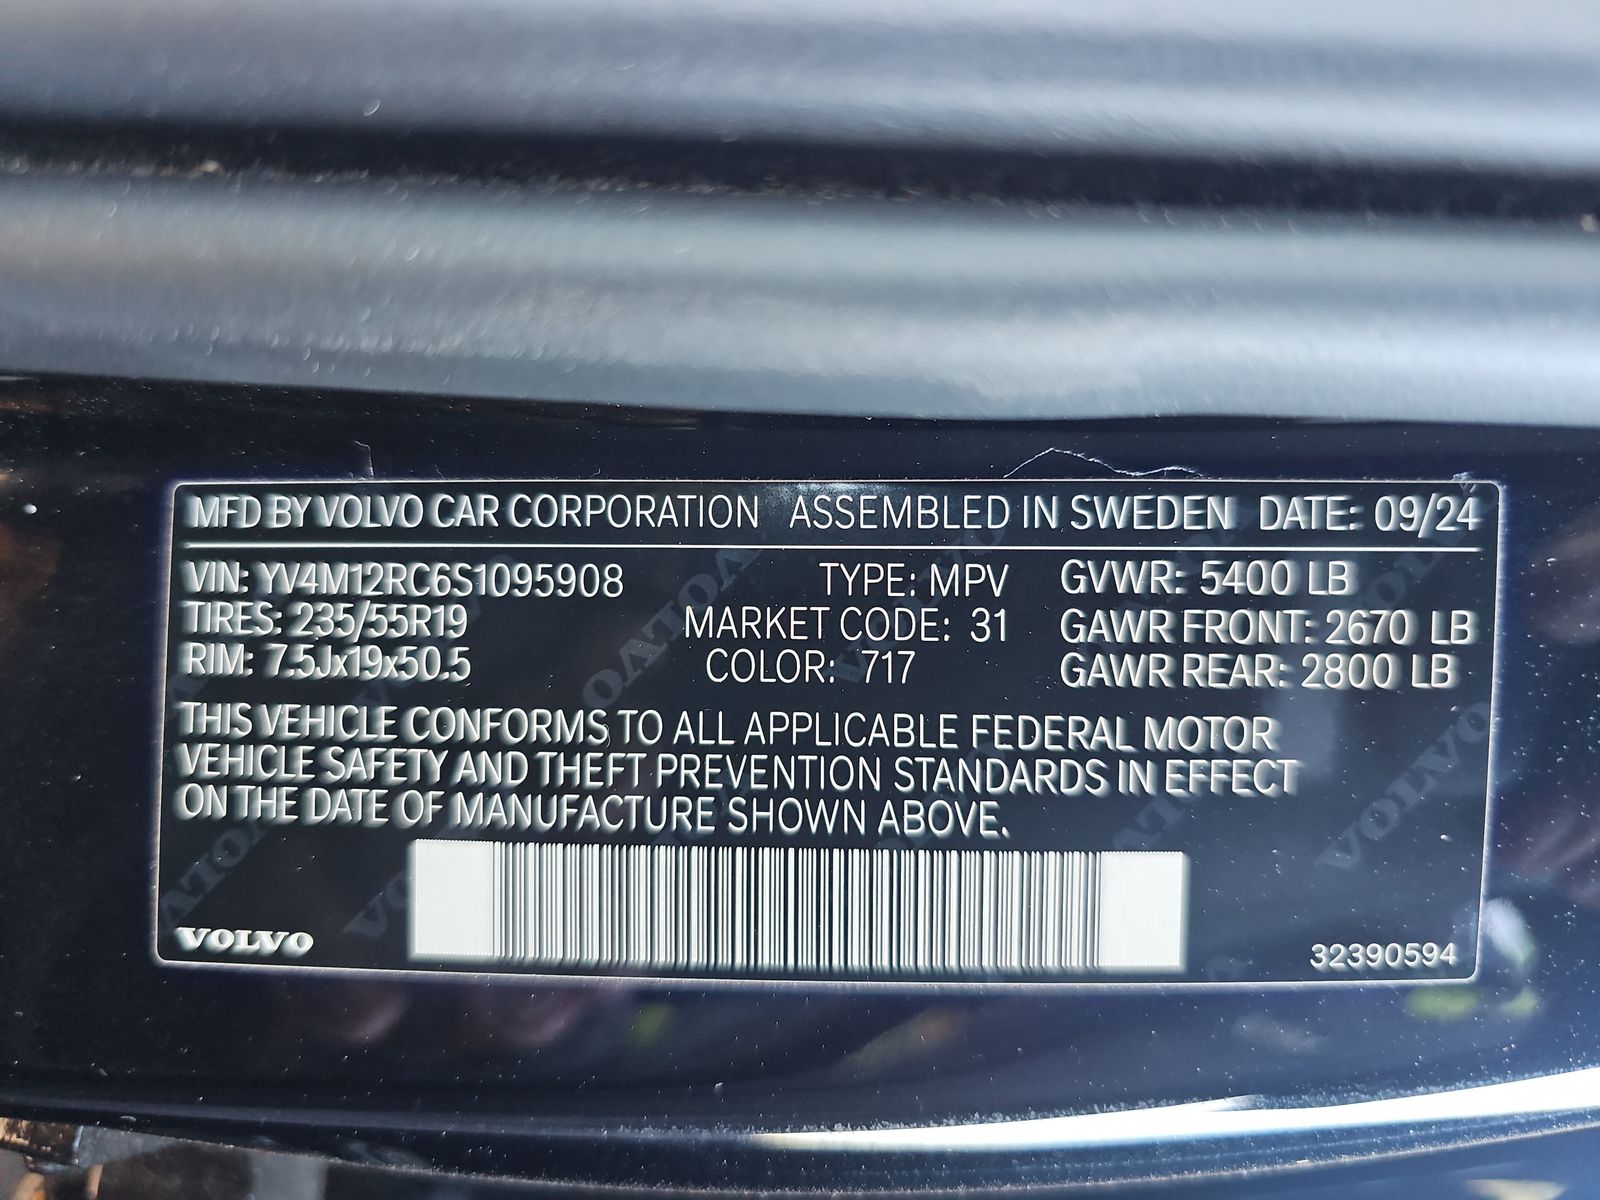 MFD BY VOLVO CAR CORPORATION ASSEMBLED IN SWEDEN DATE: 09/24
VIN: YV4M12RC6S1095908 TYPE: MPV GVWR: 5400 LB
TIRES: 235/55R19 MARKET CODE: 31 GAWR FRONT: 2670 LB
RIM: 7.5Jx19x50.5 COLOR: 717 GAWR REAR: 2800 LB
THIS VEHICLE CONFORMS TO ALL APPLICABLE FEDERAL MOTOR
VEHICLE SAFETY AND THEFT PREVENTION STANDARDS IN EFFECT
ON THE DATE OF MANUFACTURE SHOWN ABOVE.
VOLVO 32390594